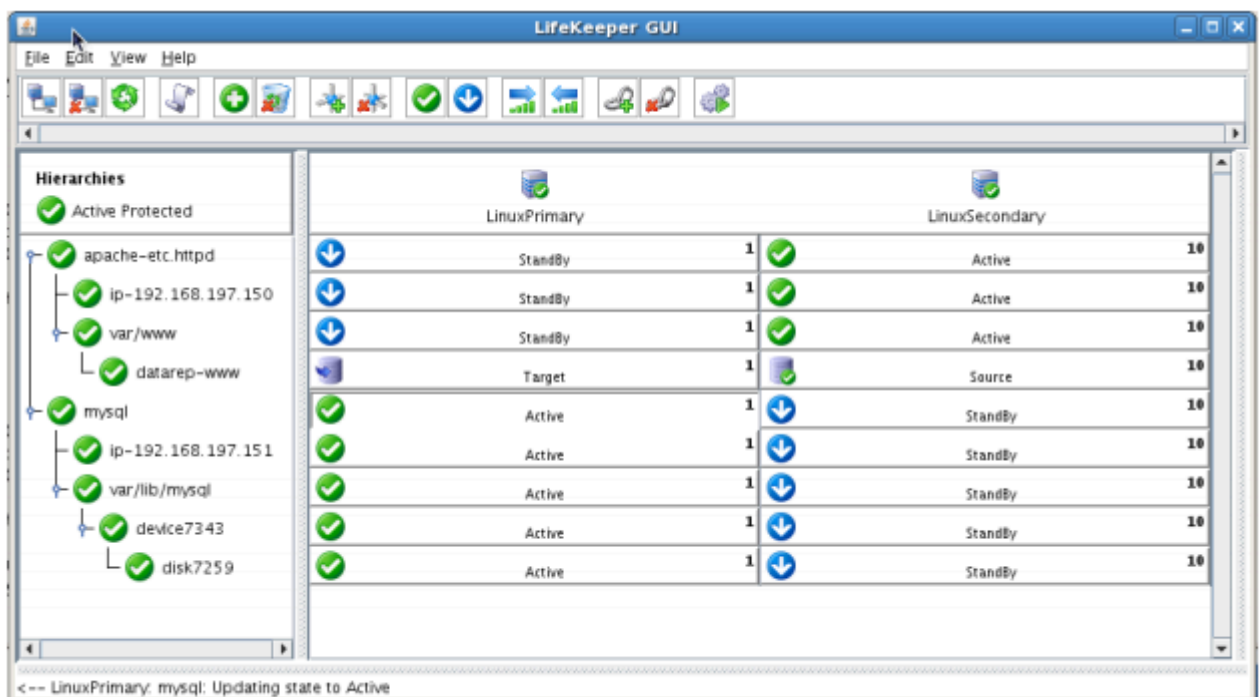 LifeKeeper GUI
File Edit View Help
Hierarchies
Active Protected
LinuxPrimary LinuxSecondary
apache-etc.httpd StandBy 1 Active 10
ip-192.168.197.150 StandBy 1 Active 10
var/www StandBy 1 Active 10
datarep-www Target 1 Source 10
mysql Active 1 StandBy 10
ip-192.168.197.151 Active 1 StandBy 10
var/lib/mysql Active 1 StandBy 10
device7343 Active 1 StandBy 10
disk7259 Active 1 StandBy 10
<-- LinuxPrimary: mysql: Updating state to Active